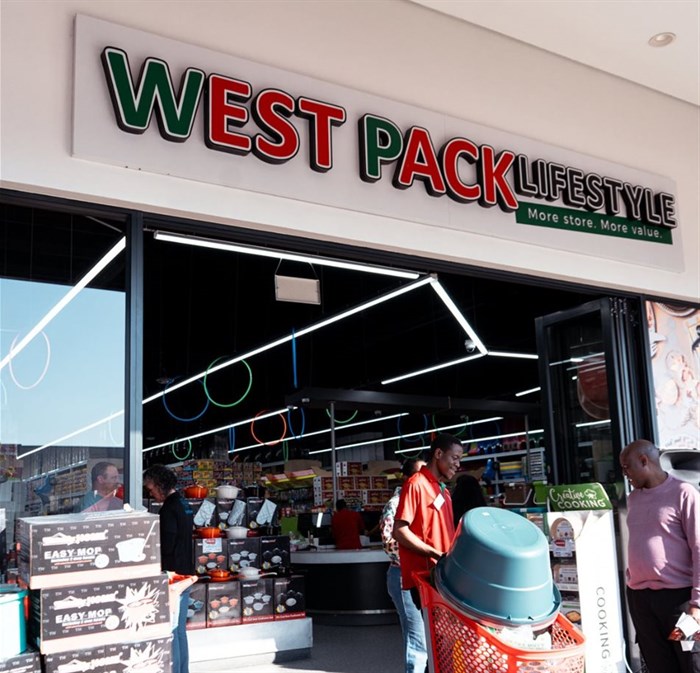 WEST PACK LIFESTYLE
More store. More value.
EASY-MOP
EASY-MOP
Creative
COOKING
COOKING